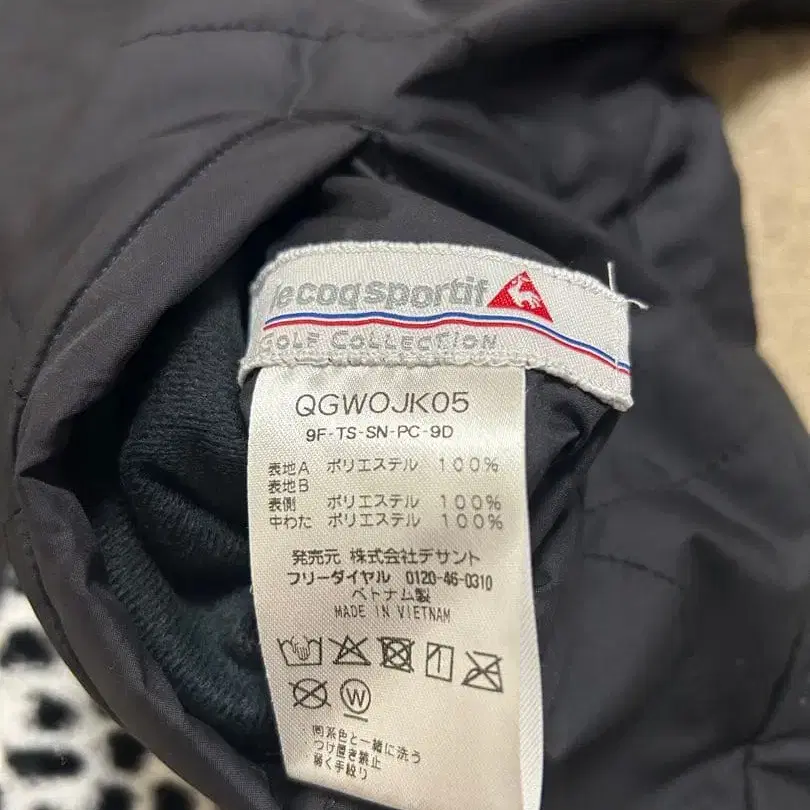 lecoqsportif
GOLF COLLECTION
QGWOJK05
9F-TS-SN-PC-9D
表地A ポリエステル 100%
表地B
表側 ポリエステル 100%
中わた ポリエステル 100%
発売元 株式会社デサント
フリーダイヤル 0120-46-0310
ベトナム製
MADE IN VIETNAM
W
同系色と一緒に洗う
つけ置き禁止
弱く手絞り